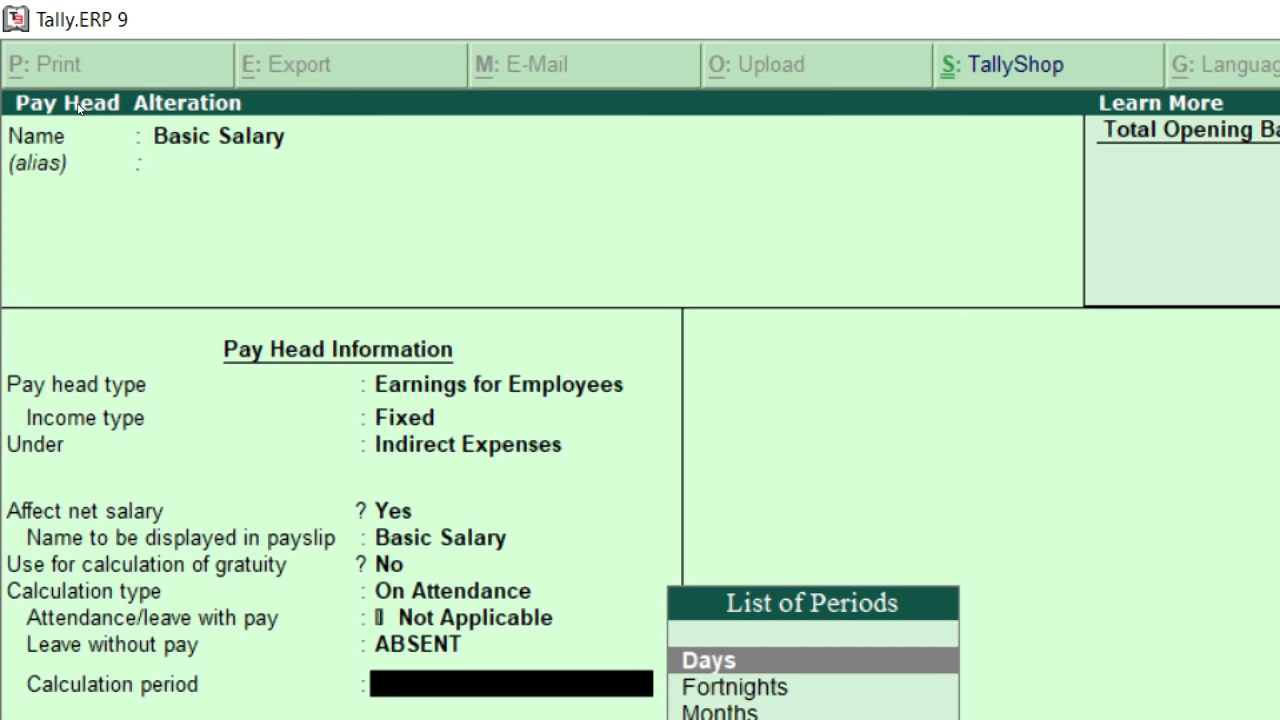 Tally.ERP 9
P: Print E: Export M: E-Mail O: Upload S: TallyShop G:
Pay Head Alteration Learn More
Name : Basic Salary
Total Opening
(alias) :
Pay Head Information
Pay head type : Earnings for Employees
Income type : Fixed
Under : Indirect Expenses
Affect net salary ? Yes
Name to be displayed in payslip : Basic Salary
Use for calculation of gratuity ? No
Calculation type : On Attendance
Attendance/leave with pay : Not Applicable
Leave without pay : ABSENT
Calculation period :
List of Periods
Days
Fortnights
Months